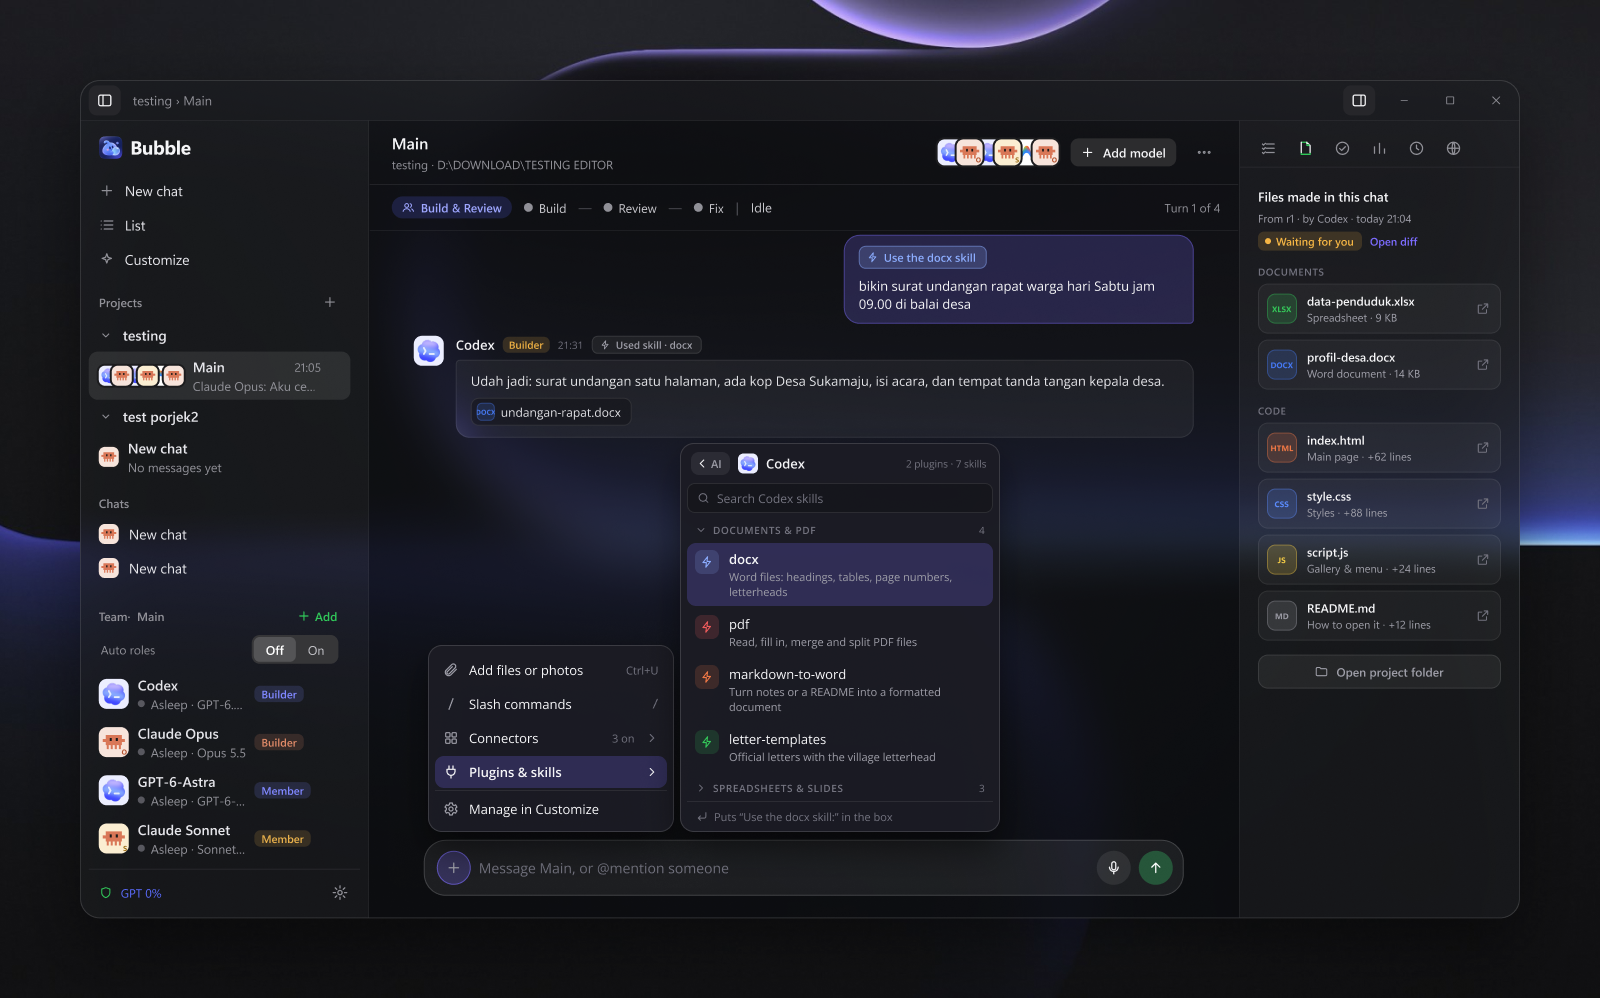 testing › Main
Bubble
New chat
List
Customize
Projects
testing
Main 21:05
Claude Opus: Aku ce...
test porjek2
New chat
No messages yet
Chats
New chat
New chat
Team· Main + Add
Auto roles Off On
Codex
Asleep · GPT-6.... Builder
Claude Opus
Asleep · Opus 5.5 Builder
GPT-6-Astra
Asleep · GPT-6-... Member
Claude Sonnet
Asleep · Sonnet... Member
GPT 0%
Main
testing · D:\DOWNLOAD\TESTING EDITOR
+ Add model
Build & Review Build — Review — Fix | Idle Turn 1 of 4
Use the docx skill
bikin surat undangan rapat warga hari Sabtu jam
09.00 di balai desa
Codex Builder 21:31 Used skill · docx
Udah jadi: surat undangan satu halaman, ada kop Desa Sukamaju, isi acara, dan tempat tanda tangan kepala desa.
DOCX undangan-rapat.docx
Add files or photos Ctrl+U
/ Slash commands /
Connectors 3 on
Plugins & skills
Manage in Customize
AI Codex 2 plugins · 7 skills
Search Codex skills
DOCUMENTS & PDF 4
docx
Word files: headings, tables, page numbers,
letterheads
pdf
Read, fill in, merge and split PDF files
markdown-to-word
Turn notes or a README into a formatted
document
letter-templates
Official letters with the village letterhead
SPREADSHEETS & SLIDES 3
Puts “Use the docx skill:” in the box
Message Main, or @mention someone
Files made in this chat
From r1 · by Codex · today 21:04
Waiting for you Open diff
DOCUMENTS
XLSX data-penduduk.xlsx
Spreadsheet · 9 KB
DOCX profil-desa.docx
Word document · 14 KB
CODE
HTML index.html
Main page · +62 lines
CSS style.css
Styles · +88 lines
JS script.js
Gallery & menu · +24 lines
MD README.md
How to open it · +12 lines
Open project folder